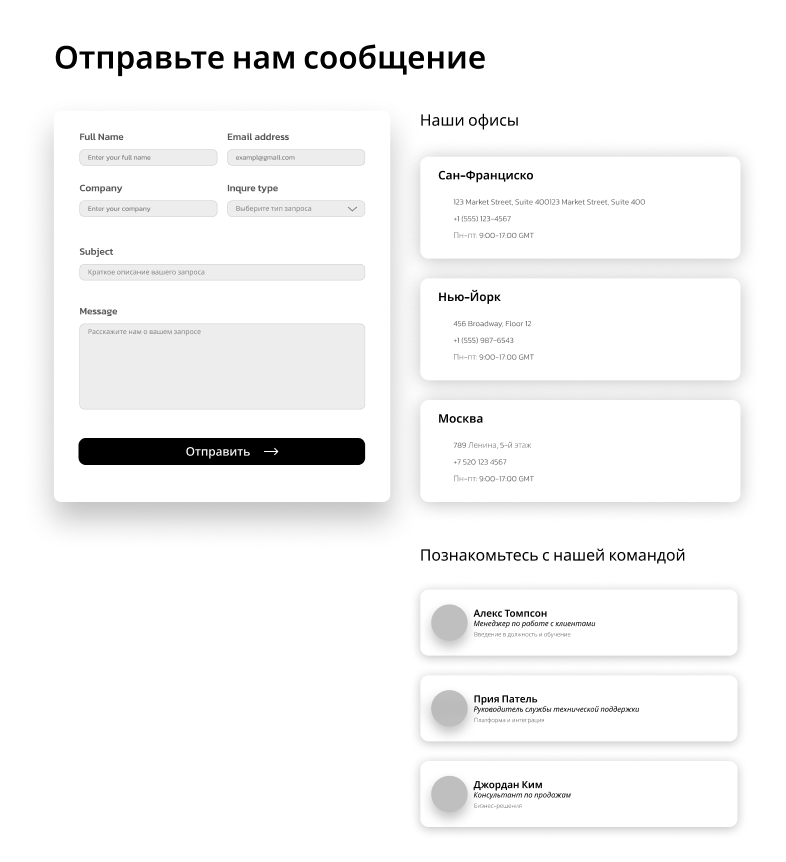 Отправьте нам сообщение
Full Name
Email address
Enter your full name
exampl@gmail.com
Company
Inqure type
Enter your company
Выберите тип запроса
Subject
Краткое описание вашего запроса
Message
Расскажите нам о вашем запросе
Отправить
Наши офисы
Сан-Франциско
123 Market Street, Suite 400123 Market Street, Suite 400
+1 (555) 123-4567
Пн-пт: 9:00-17:00 GMT
Нью-Йорк
456 Broadway, Floor 12
+1 (555) 987-6543
Пн-пт: 9:00-17:00 GMT
Москва
789 Ленина, 5-й этаж
+7 520 123 4567
Пн-пт: 9:00-17:00 GMT
Познакомьтесь с нашей командой
Алекс Томпсон
Менеджер по работе с клиентами
Введение в должность и обучение
Прия Патель
Руководитель службы технической поддержки
Платформа и интеграция
Джордан Ким
Консультант по продажам
Бизнес-решения